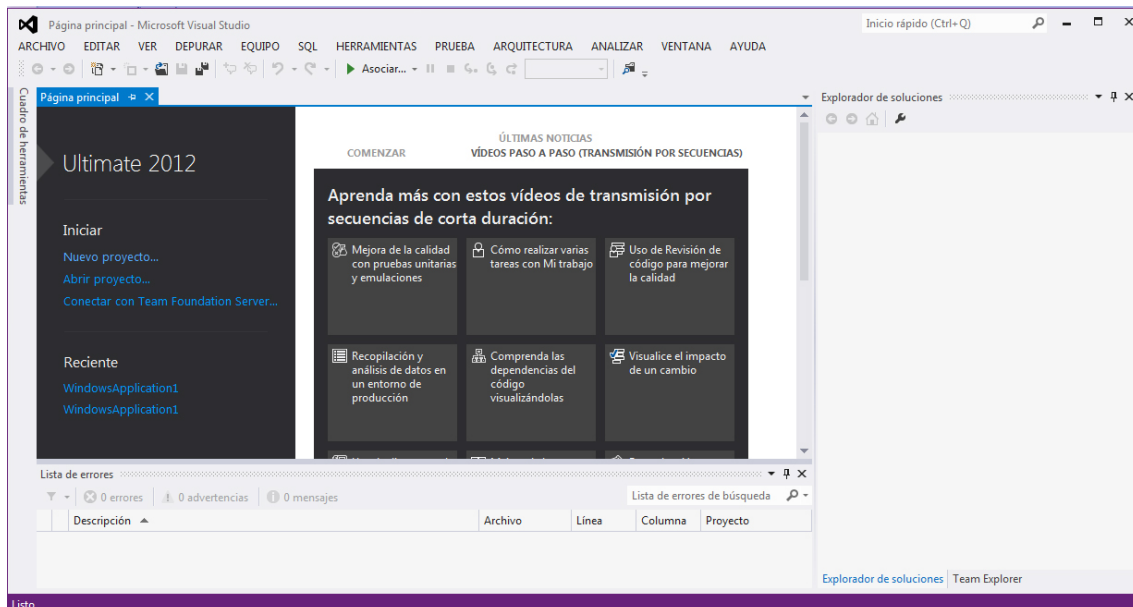 Página principal - Microsoft Visual Studio
Inicio rápido (Ctrl+Q)
ARCHIVO EDITAR VER DEPURAR EQUIPO SQL HERRAMIENTAS PRUEBA ARQUITECTURA ANALIZAR VENTANA AYUDA
Asociar...
Cuadro de herramientas
Página principal
Ultimate 2012
Iniciar
Nuevo proyecto...
Abrir proyecto...
Conectar con Team Foundation Server...
Reciente
WindowsApplication1
WindowsApplication1
COMENZAR
ÚLTIMAS NOTICIAS
VÍDEOS PASO A PASO (TRANSMISIÓN POR SECUENCIAS)
Aprenda más con estos vídeos de transmisión por
secuencias de corta duración:
Mejora de la calidad
con pruebas unitarias
y emulaciones
Cómo realizar varias
tareas con Mi trabajo
Uso de Revisión de
código para mejorar
la calidad
Recopilación y
análisis de datos en
un entorno de
producción
Comprenda las
dependencias del
código
visualizándolas
Visualice el impacto
de un cambio
Explorador de soluciones
Lista de errores
0 errores 0 advertencias 0 mensajes
Lista de errores de búsqueda
Descripción Archivo Línea Columna Proyecto
Explorador de soluciones Team Explorer
Listo